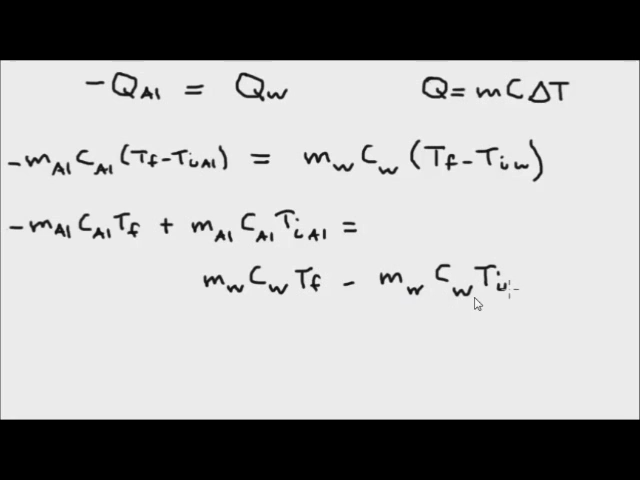 -Q_Al = Q_w    Q = mCΔT
-m_Al C_Al (T_f - T_iAl) = m_w C_w (T_f - T_iw)
-m_Al C_Al T_f + m_Al C_Al T_iAl =
m_w C_w T_f - m_w C_w T_i